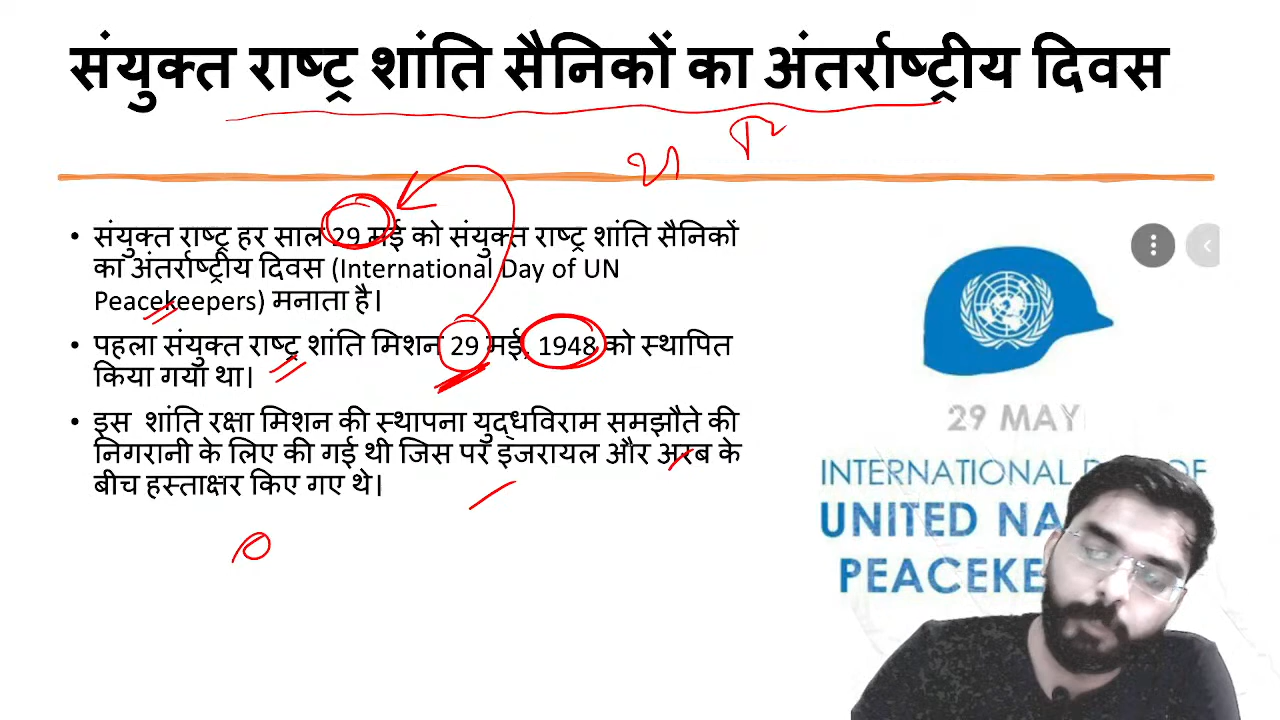 संयुक्त राष्ट्र शांति सैनिकों का अंतर्राष्ट्रीय दिवस
• संयुक्त राष्ट्र हर साल 29 मई को संयुक्त राष्ट्र शांति सैनिकों
का अंतर्राष्ट्रीय दिवस (International Day of UN
Peacekeepers) मनाता है।
• पहला संयुक्त राष्ट्र शांति मिशन 29 मई, 1948 को स्थापित
किया गया था।
• इस शांति रक्षा मिशन की स्थापना युद्धविराम समझौते की
निगरानी के लिए की गई थी जिस पर इजरायल और अरब के
बीच हस्ताक्षर किए गए थे।
29 MAY
INTERNATIONAL OF
UNITED